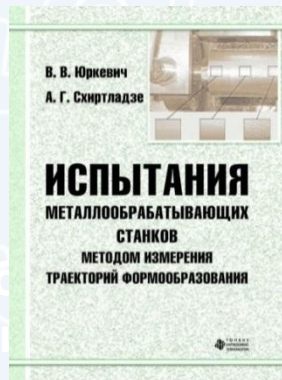 В. В. Юркевич
А. Г. Схиртладзе
ИСПЫТАНИЯ
МЕТАЛЛООБРАБАТЫВАЮЩИХ
СТАНКОВ
МЕТОДОМ ИЗМЕРЕНИЯ
ТРАЕКТОРИЙ ФОРМООБРАЗОВАНИЯ